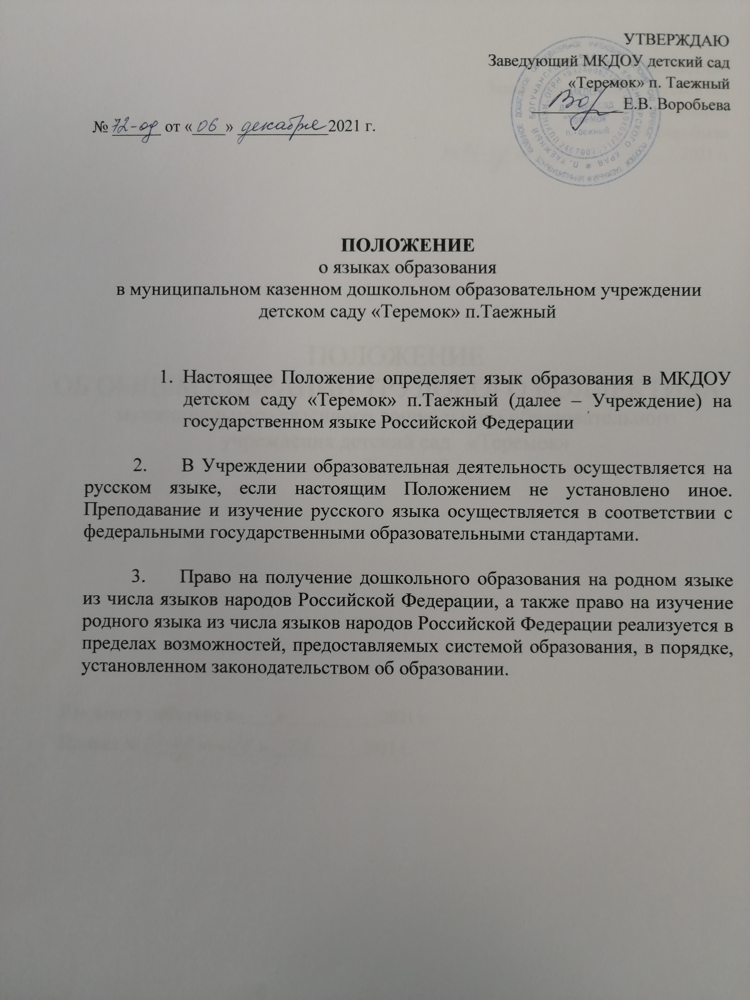 УТВЕРЖДАЮ
Заведующий МКДОУ детский сад
«Теремок» п. Таежный
Е.В. Воробьева
№ 72-од от «06» декабря 2021 г.
МКДОУ
детский сад
"Теремок"
п.Таежный
ПОЛОЖЕНИЕ
о языках образования
в муниципальном казенном дошкольном образовательном учреждении
детском саду «Теремок» п.Таежный
1. Настоящее Положение определяет язык образования в МКДОУ
детском саду «Теремок» п.Таежный (далее – Учреждение) на
государственном языке Российской Федерации
2. В Учреждении образовательная деятельность осуществляется на
русском языке, если настоящим Положением не установлено иное.
Преподавание и изучение русского языка осуществляется в соответствии с
федеральными государственными образовательными стандартами.
3. Право на получение дошкольного образования на родном языке
из числа языков народов Российской Федерации, а также право на изучение
родного языка из числа языков народов Российской Федерации реализуется в
пределах возможностей, предоставляемых системой образования, в порядке,
установленном законодательством об образовании.